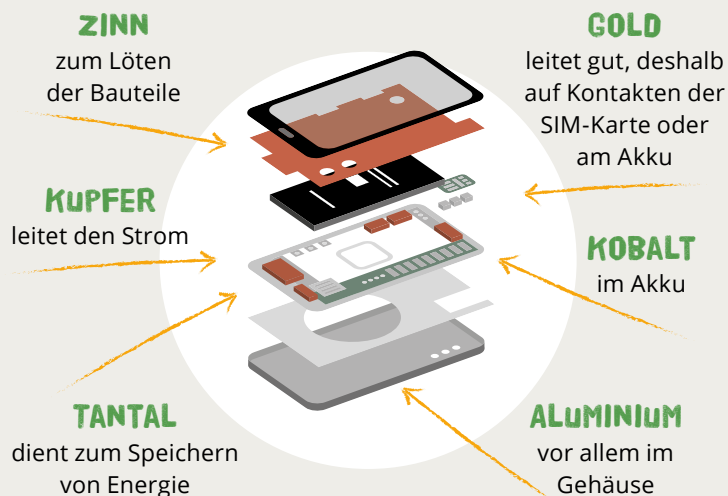 ZINN
zum Löten
der Bauteile
GOLD
leitet gut, deshalb
auf Kontakten der
SIM-Karte oder
am Akku
KUPFER
leitet den Strom
KOBALT
im Akku
TANTAL
dient zum Speichern
von Energie
ALUMINIUM
vor allem im
Gehäuse